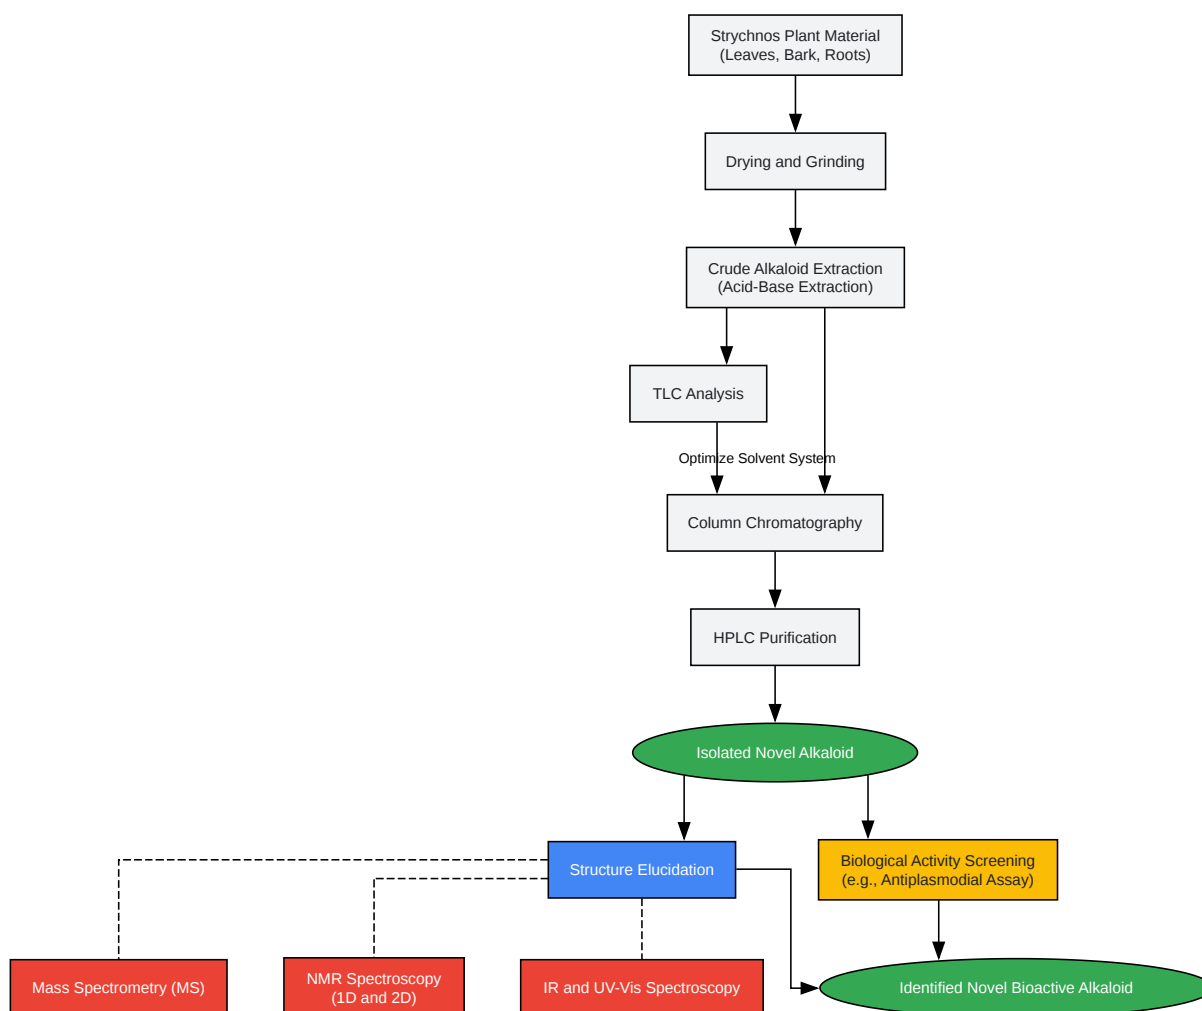 Strychnos Plant Material
(Leaves, Bark, Roots)
Drying and Grinding
Crude Alkaloid Extraction
(Acid-Base Extraction)
TLC Analysis
Optimize Solvent System
Column Chromatography
HPLC Purification
Isolated Novel Alkaloid
Structure Elucidation
Biological Activity Screening
(e.g., Antiplasmodial Assay)
Mass Spectrometry (MS)
NMR Spectroscopy
(1D and 2D)
IR and UV-Vis Spectroscopy
Identified Novel Bioactive Alkaloid